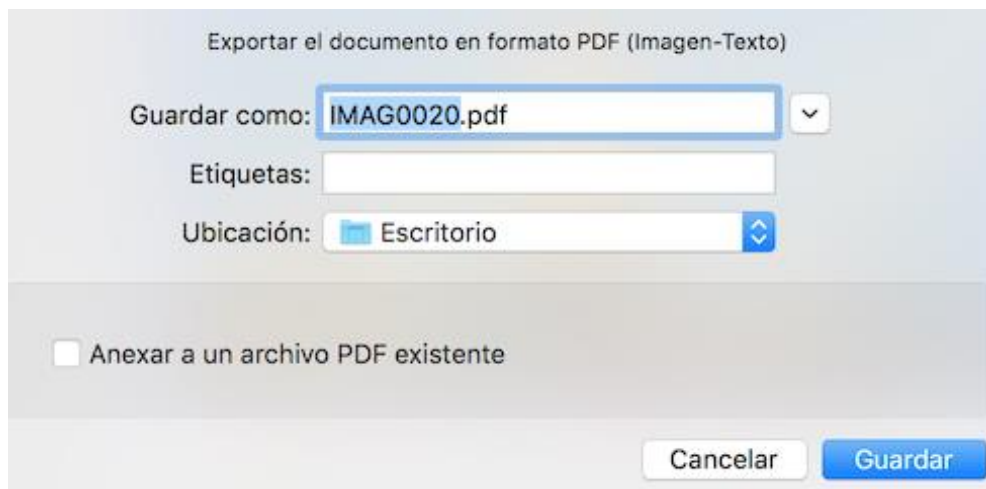 Exportar el documento en formato PDF (Imagen-Texto)
Guardar como: IMAG0020.pdf
Etiquetas:
Ubicación: Escritorio
Anexar a un archivo PDF existente
Cancelar Guardar